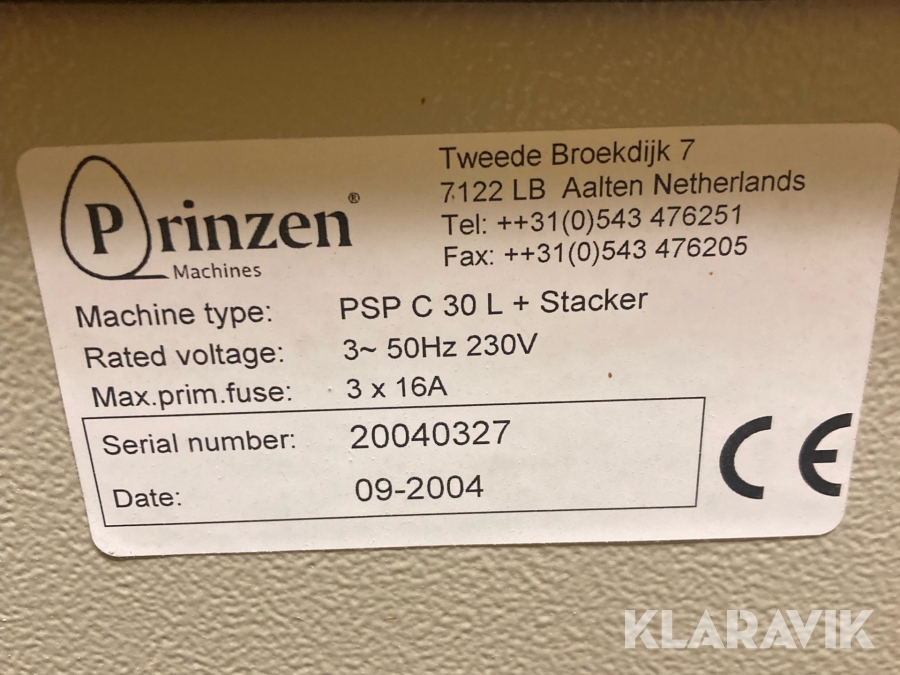 Prinzen®
Machines
Tweede Broekdijk 7
7122 LB Aalten Netherlands
Tel: ++31(0)543 476251
Fax: ++31(0)543 476205
Machine type: PSP C 30 L + Stacker
Rated voltage: 3~ 50Hz 230V
Max.prim.fuse: 3 x 16A
Serial number: 20040327
Date: 09-2004
CE
KLARAVIK